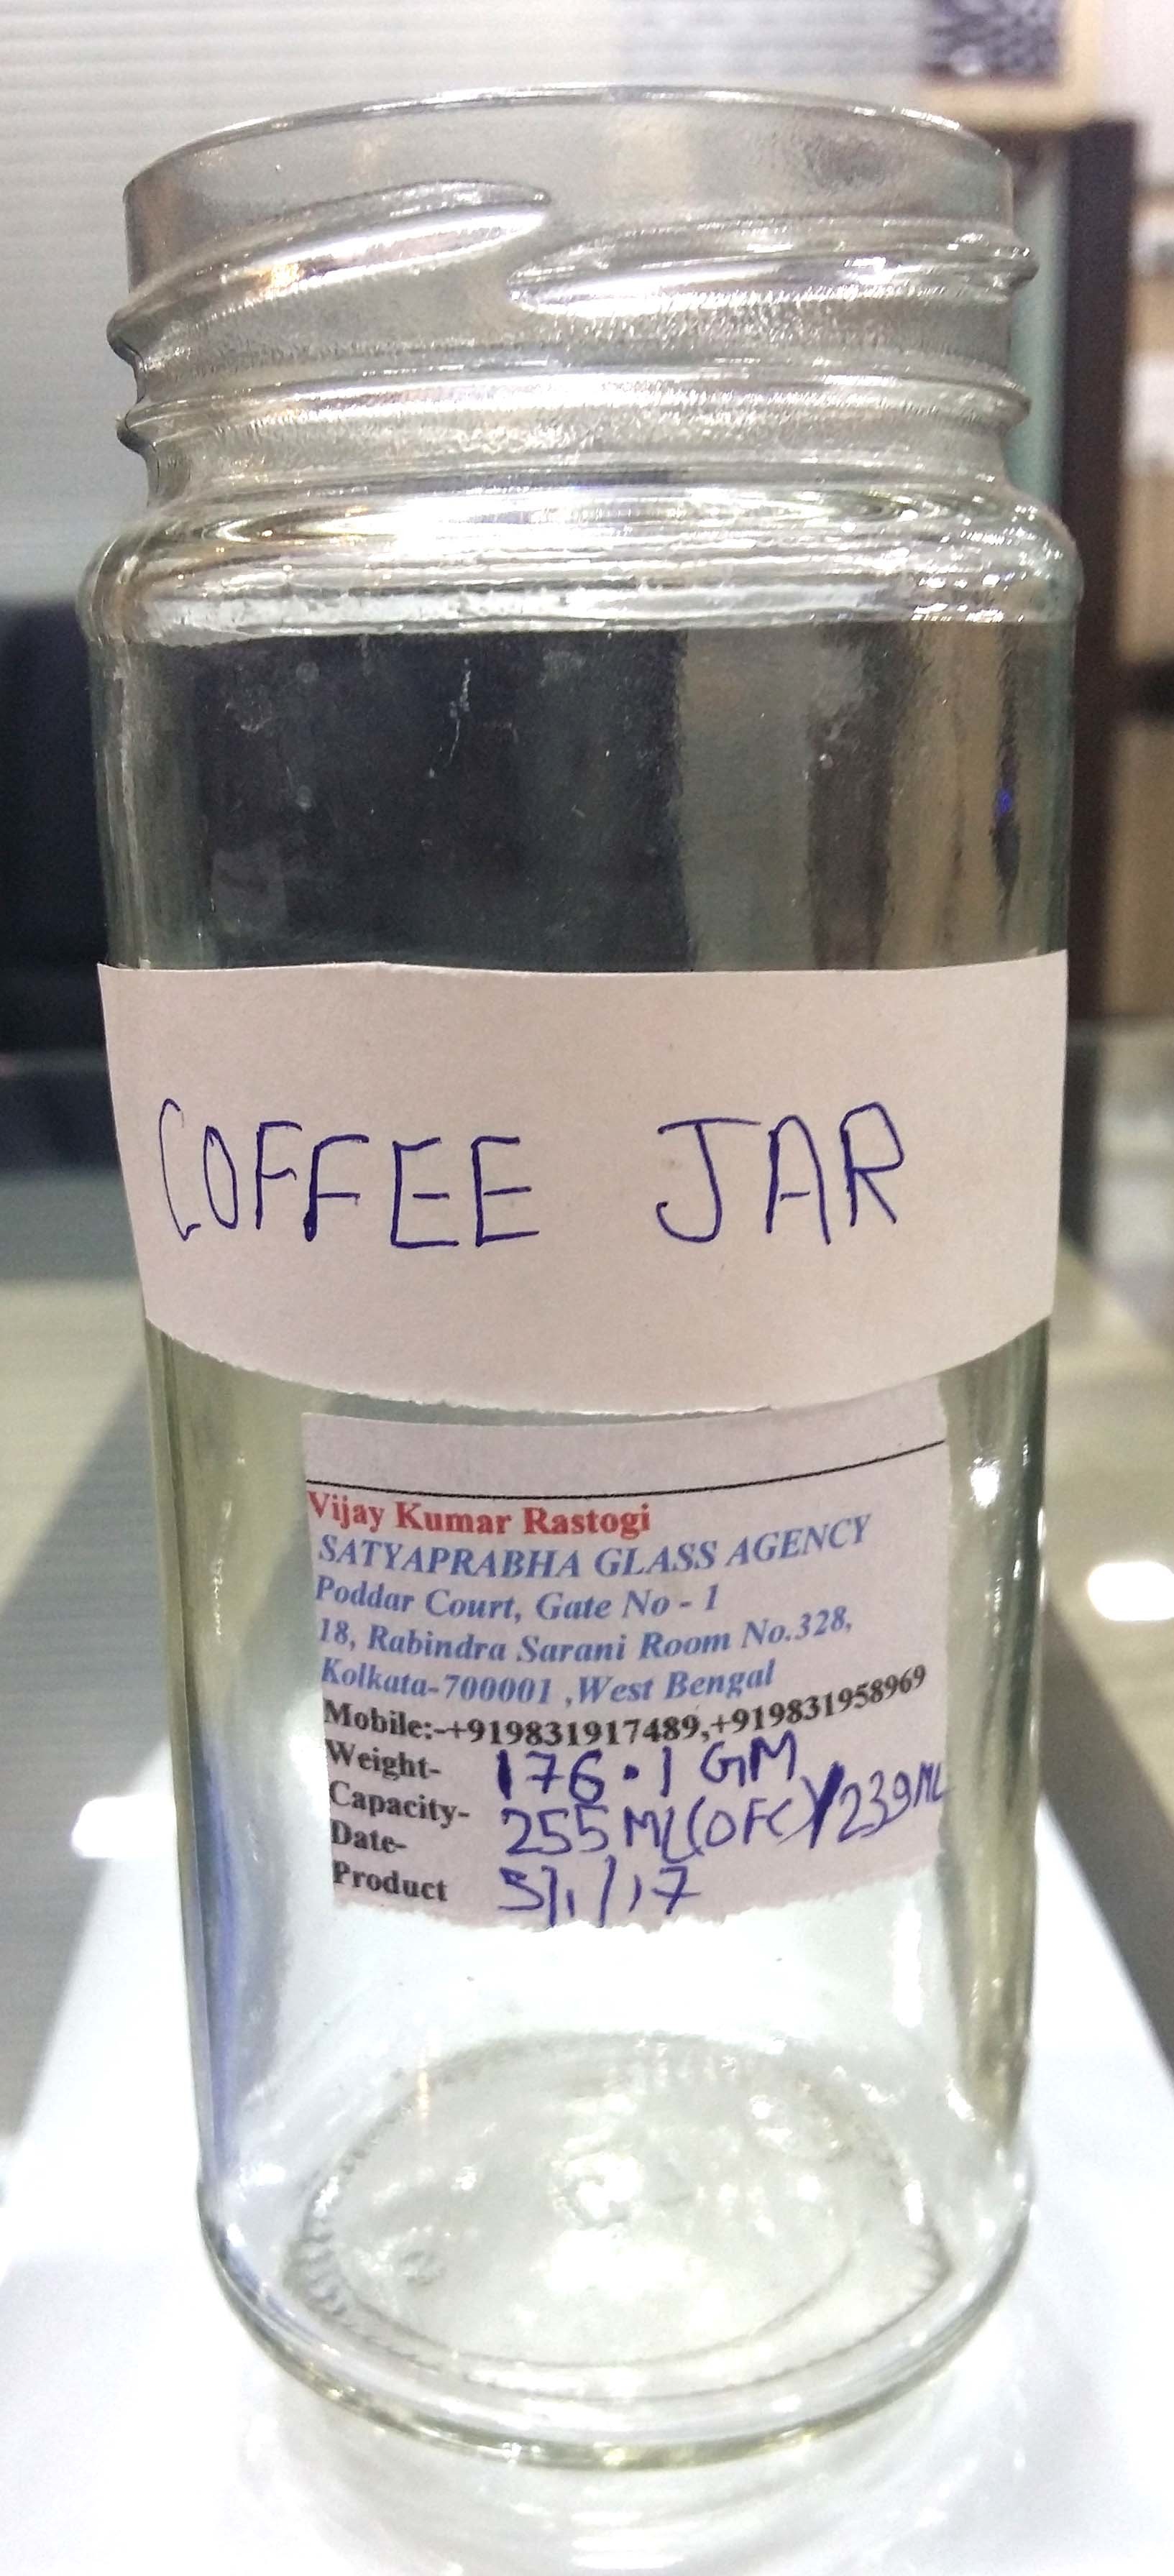 COFFEE JAR
Vijay Kumar Rastogi
SATYAPRABHA GLASS AGENCY
Poddar Court, Gate No - 1
18, Rabindra Sarani Room No.328,
Kolkata-700001 ,West Bengal
Mobile:-+919831917489,+919831958969
Weight- 176.1 GM
Capacity- 255 ML(OFC)/239ML
Date- 5/1/17
Product